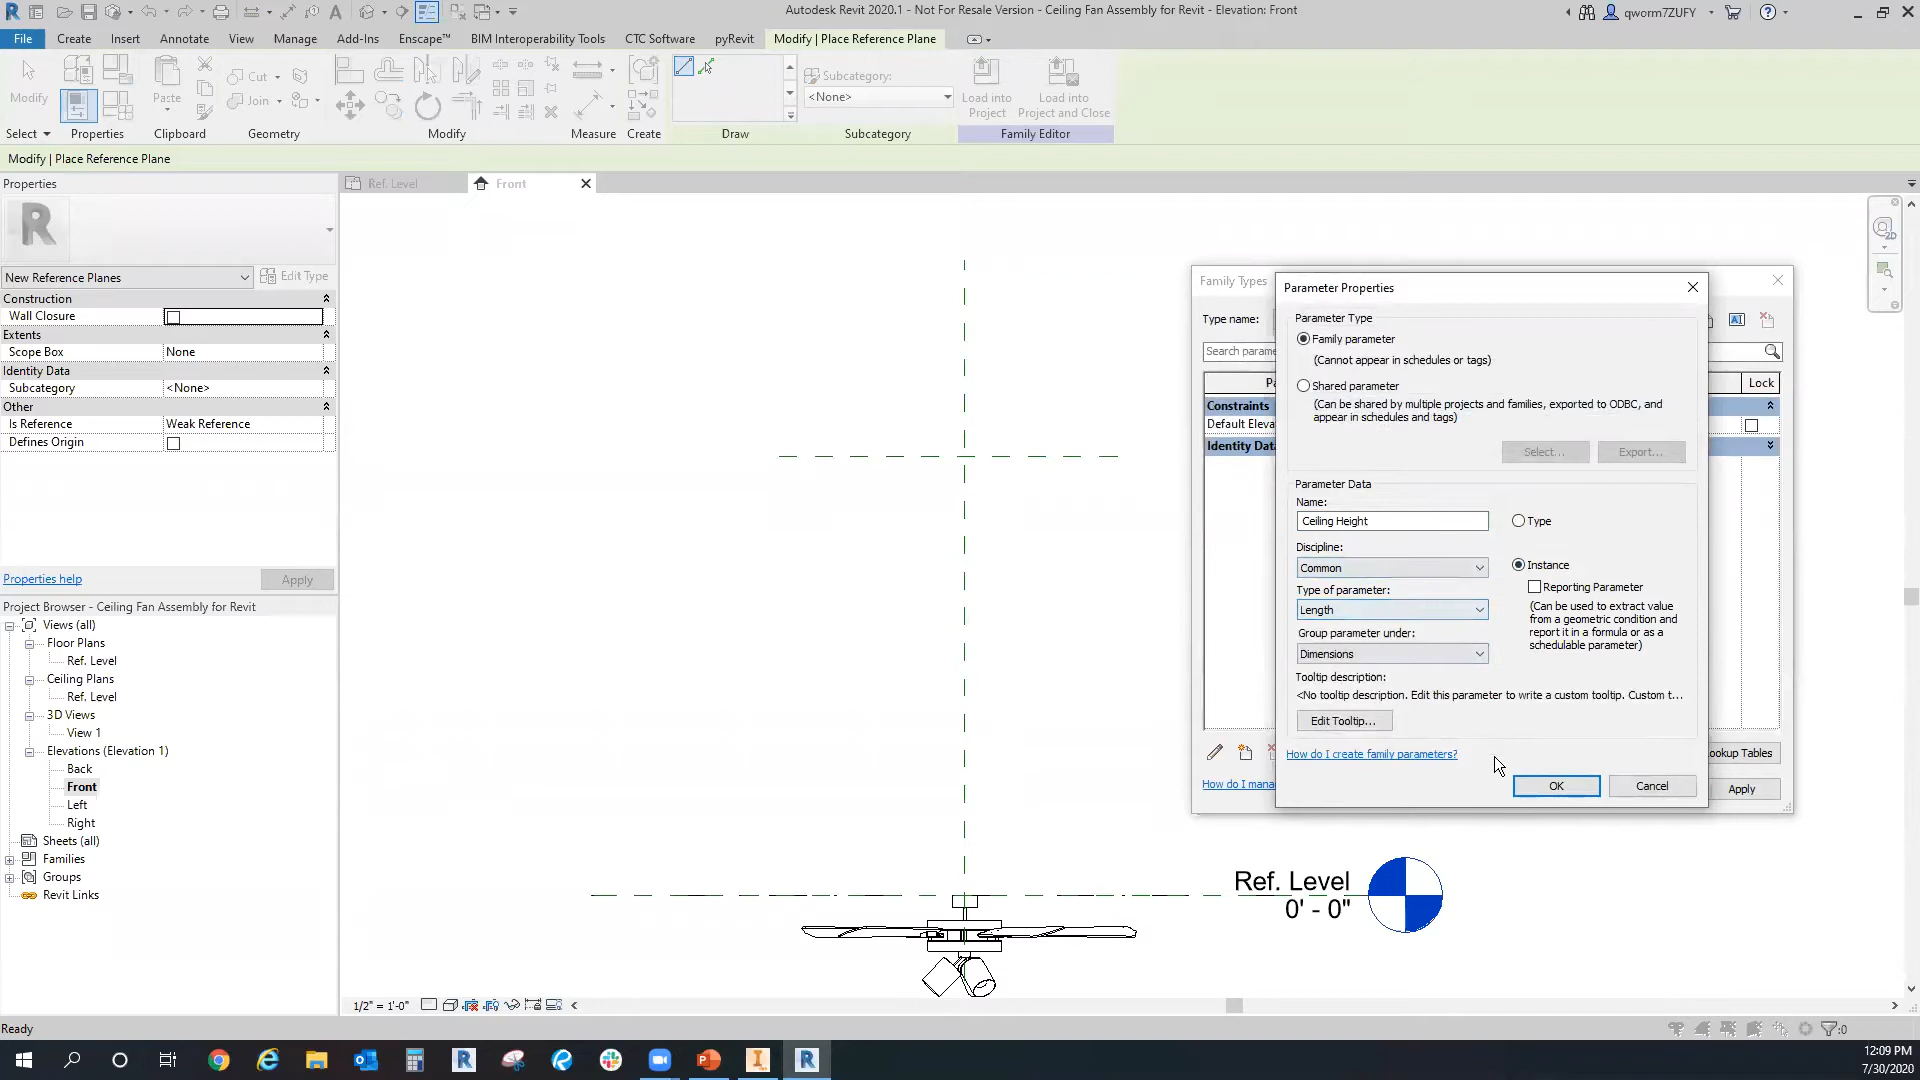 Autodesk Revit 2020.1 - Not For Resale Version - Ceiling Fan Assembly for Revit - Elevation: Front
qworm7ZUFY
File Create Insert Annotate View Manage Add-Ins Enscape™ BIM Interoperability Tools CTC Software pyRevit Modify | Place Reference Plane
Modify Paste Cut Join Subcategory: <None> Load into Project Load into Project and Close
Select Properties Clipboard Geometry Modify Measure Create Draw Subcategory Family Editor
Modify | Place Reference Plane
Properties
Ref. Level Front
New Reference Planes Edit Type
Construction
Wall Closure
Extents
Scope Box None
Identity Data
Subcategory <None>
Other
Is Reference Weak Reference
Defines Origin
Properties help Apply
Project Browser - Ceiling Fan Assembly for Revit
Views (all)
Floor Plans
Ref. Level
Ceiling Plans
Ref. Level
3D Views
View 1
Elevations (Elevation 1)
Back
Front
Left
Right
Sheets (all)
Families
Groups
Revit Links
Family Types
Type name:
Search parame
Pa
Lock
Constraints
Default Eleva
Identity Data
How do I mana
Lookup Tables
Apply
Parameter Properties
Parameter Type
Family parameter
(Cannot appear in schedules or tags)
Shared parameter
(Can be shared by multiple projects and families, exported to ODBC, and
appear in schedules and tags)
Select... Export...
Parameter Data
Name:
Ceiling Height
Type
Discipline:
Common
Instance
Type of parameter:
Reporting Parameter
Length
(Can be used to extract value
from a geometric condition and
report it in a formula or as a
schedulable parameter)
Group parameter under:
Dimensions
Tooltip description:
<No tooltip description. Edit this parameter to write a custom tooltip. Custom t...
Edit Tooltip...
How do I create family parameters?
OK Cancel
Ref. Level
0' - 0"
1/2" = 1'-0"
Ready
:0
12:09 PM
7/30/2020